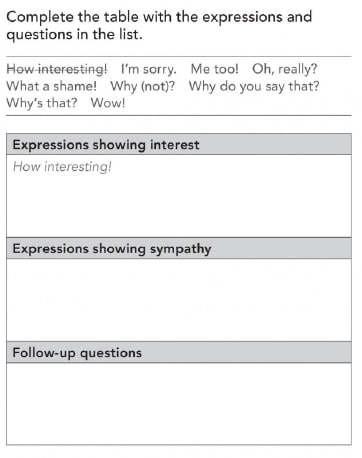 Complete the table with the expressions and
questions in the list.
How interesting! I'm sorry. Me too! Oh, really?
What a shame! Why (not)? Why do you say that?
Why's that? Wow!
Expressions showing interest
How interesting!
Expressions showing sympathy
Follow-up questions